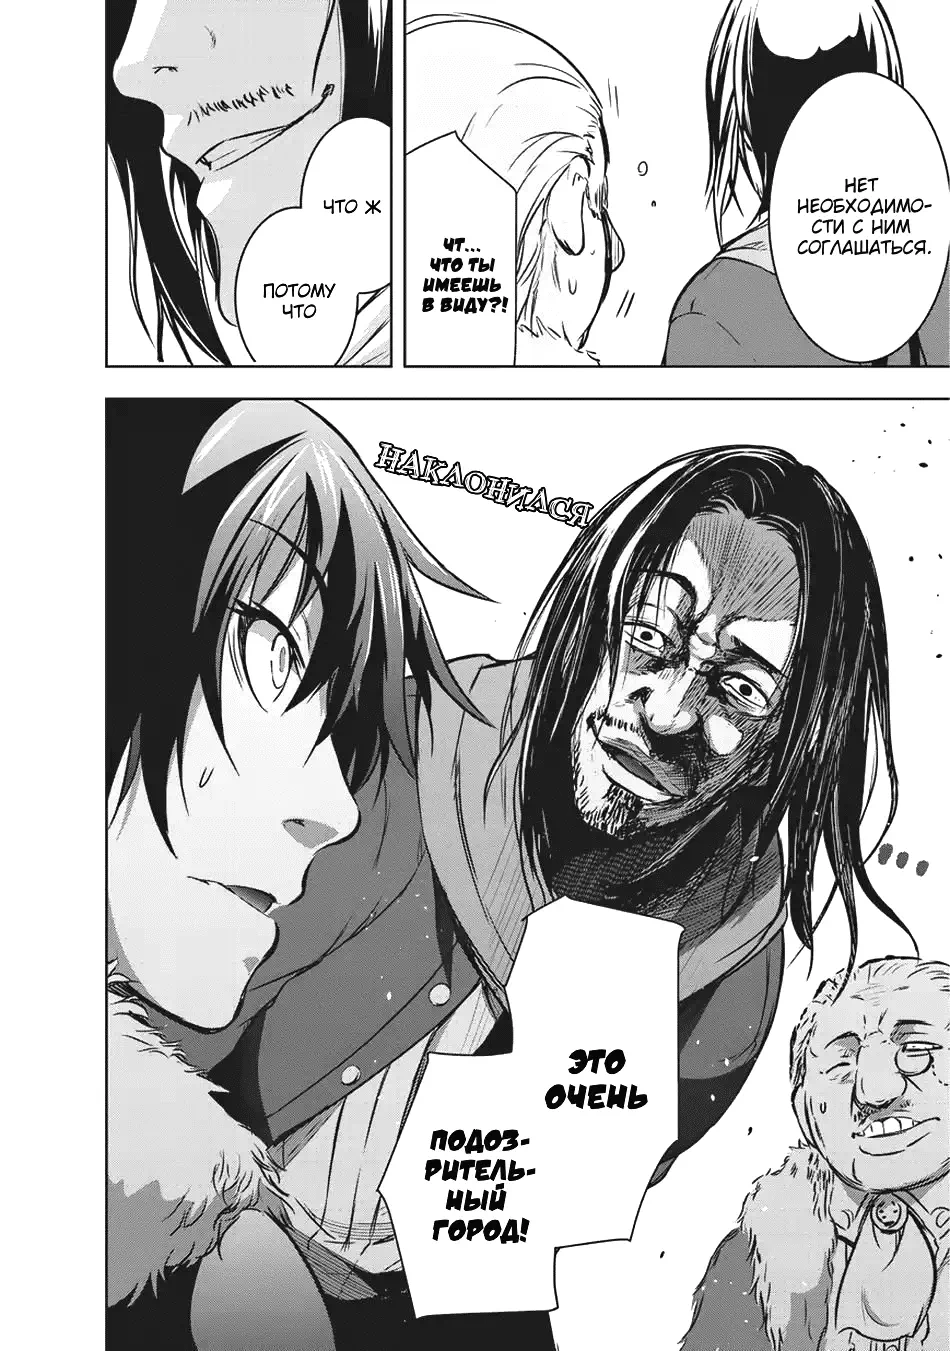 НЕТ
НЕОБХОДИМО-
СТИ С НИМ
СОГЛАШАТЬСЯ.
ЧТ...
ЧТО ТЫ
ИМЕЕШЬ
В ВИДУ?!
ЧТО Ж
ПОТОМУ
ЧТО
НАКЛОНИЛСЯ
ЭТО
ОЧЕНЬ
ПОДОЗ-
РИТЕЛЬ-
НЫЙ
ГОРОД!